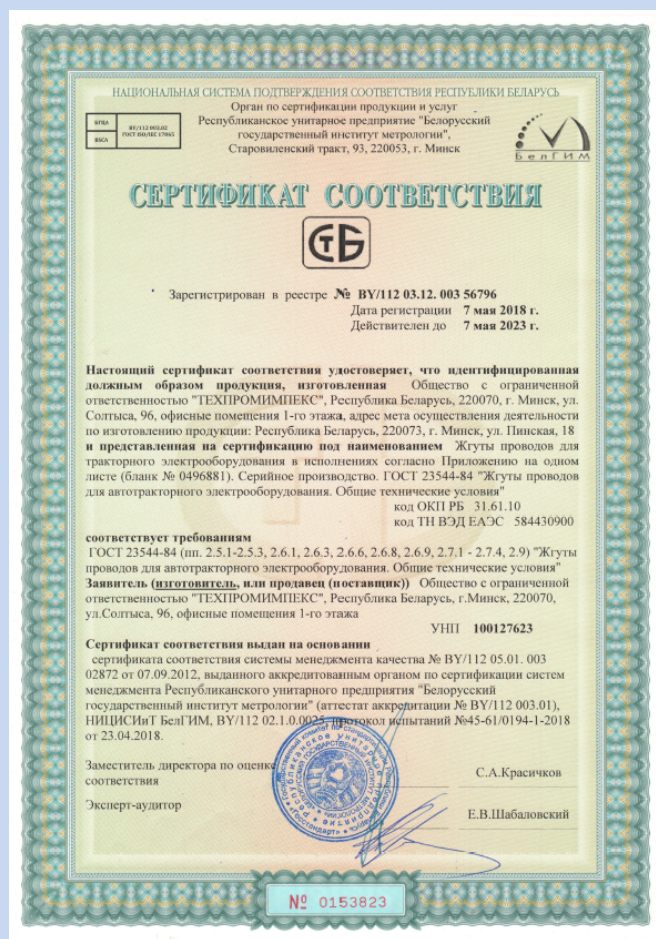 НАЦИОНАЛЬНАЯ СИСТЕМА ПОДТВЕРЖДЕНИЯ СООТВЕТСТВИЯ РЕСПУБЛИКИ БЕЛАРУСЬ
Орган по сертификации продукции и услуг
Республиканское унитарное предприятие "Белорусский
государственный институт метрологии",
Старовиленский тракт, 93, 220053, г. Минск
БГЦА
BSCA
BY/112 003.02
ГОСТ ISO/IEC 17065
БелГИМ
СЕРТИФИКАТ СООТВЕТСТВИЯ
СТБ
Зарегистрирован в реестре № BY/112 03.12. 003 56796
Дата регистрации 7 мая 2018 г.
Действителен до 7 мая 2023 г.
Настоящий сертификат соответствия удостоверяет, что идентифицированная
должным образом продукция, изготовленная Общество с ограниченной
ответственностью "ТЕХПРОМИМПЕКС", Республика Беларусь, 220070, г. Минск, ул.
Солтыса, 96, офисные помещения 1-го этажа, адрес мета осуществления деятельности
по изготовлению продукции: Республика Беларусь, 220073, г. Минск, ул. Пинская, 18
и представленная на сертификацию под наименованием Жгуты проводов для
тракторного электрооборудования в исполнениях согласно Приложению на одном
листе (бланк № 0496881). Серийное производство. ГОСТ 23544-84 "Жгуты проводов
для автотракторного электрооборудования. Общие технические условия"
код ОКП РБ 31.61.10
код ТН ВЭД ЕАЭС 584430900
соответствует требованиям
ГОСТ 23544-84 (пп. 2.5.1-2.5.3, 2.6.1, 2.6.3, 2.6.6, 2.6.8, 2.6.9, 2.7.1 - 2.7.4, 2.9) "Жгуты
проводов для автотракторного электрооборудования. Общие технические условия"
Заявитель (изготовитель, или продавец (поставщик)) Общество с ограниченной
ответственностью "ТЕХПРОМИМПЕКС", Республика Беларусь, г.Минск, 220070,
ул.Солтыса, 96, офисные помещения 1-го этажа
УНП 100127623
Сертификат соответствия выдан на основании
сертификата соответствия системы менеджмента качества № BY/112 05.01. 003
02872 от 07.09.2012, выданного аккредитованным органом по сертификации систем
менеджмента Республиканского унитарного предприятия "Белорусский
государственный институт метрологии" (аттестат аккредитации № BY/112 003.01),
НИЦИСИиТ БелГИМ, BY/112 02.1.0.0025, протокол испытаний №45-61/0194-1-2018
от 23.04.2018.
Заместитель директора по оценке
соответствия
С.А.Красичков
Эксперт-аудитор
Е.В.Шабаловский
№ 0153823